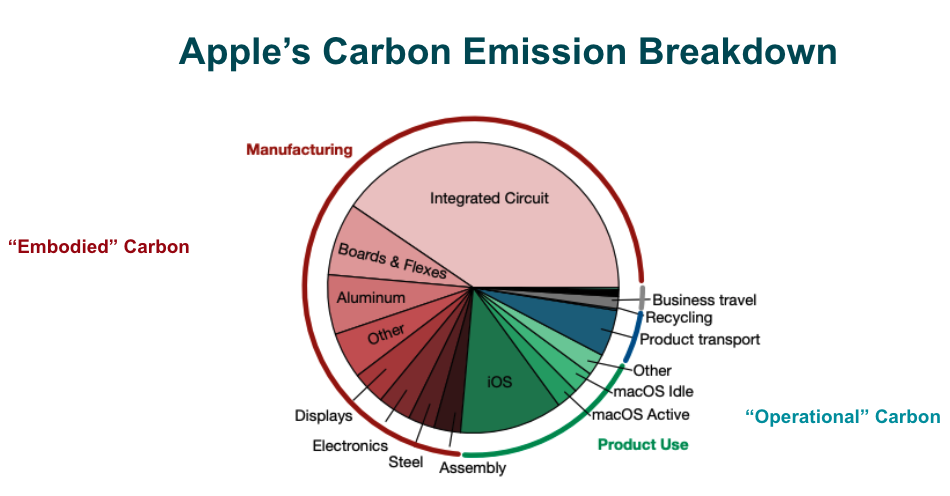 Apple’s Carbon Emission Breakdown
Manufacturing
Integrated Circuit
“Embodied” Carbon
Boards & Flexes
Aluminum
Business travel
Recycling
Other
Product transport
Other
iOS
macOS Idle
Displays
macOS Active
“Operational” Carbon
Electronics
Product Use
Steel
Assembly